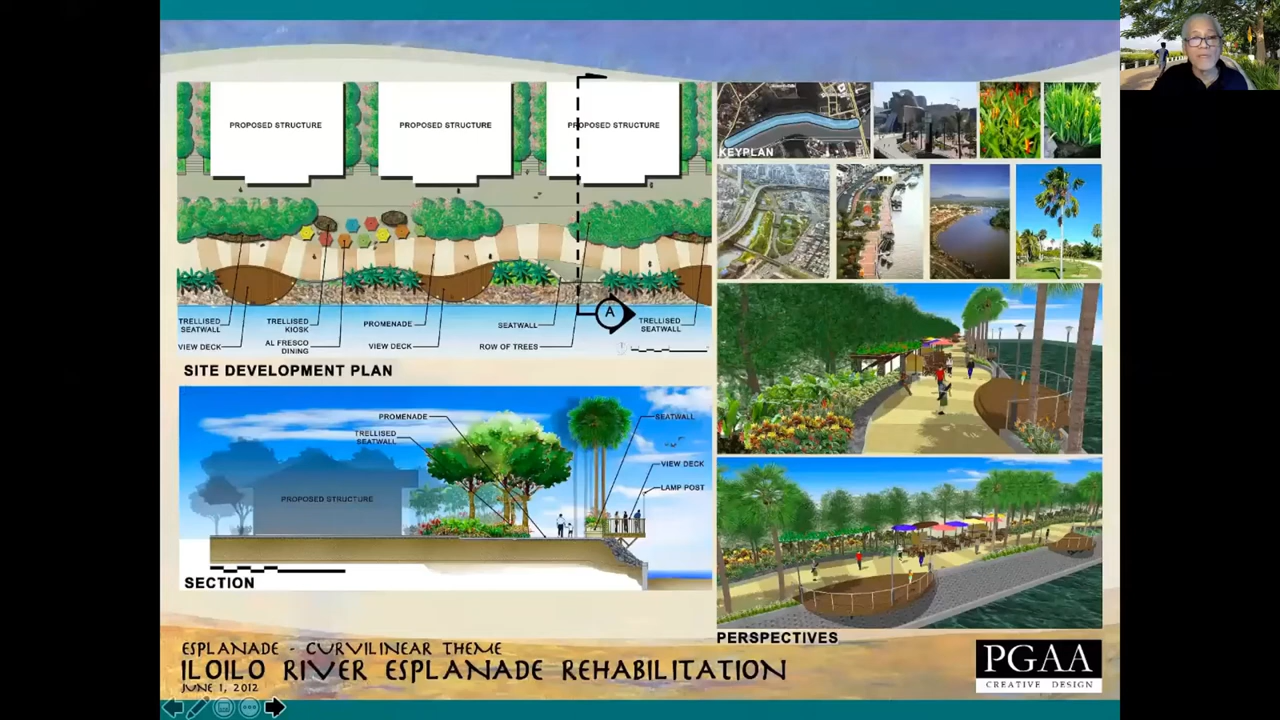 PROPOSED STRUCTURE
PROPOSED STRUCTURE
PROPOSED STRUCTURE
TRELLISED
SEATWALL
VIEW DECK
TRELLISED
KIOSK
AL FRESCO
DINING
PROMENADE
VIEW DECK
SEATWALL
ROW OF TREES
A
TRELLISED
SEATWALL
SITE DEVELOPMENT PLAN
KEYPLAN
PROMENADE
TRELLISED
SEATWALL
PROPOSED STRUCTURE
SEATWALL
VIEW DECK
LAMP POST
SECTION
PERSPECTIVES
ESPLANADE - CURVILINEAR THEME
ILOILO RIVER ESPLANADE REHABILITATION
JUNE 1, 2012
PGAA
CREATIVE DESIGN